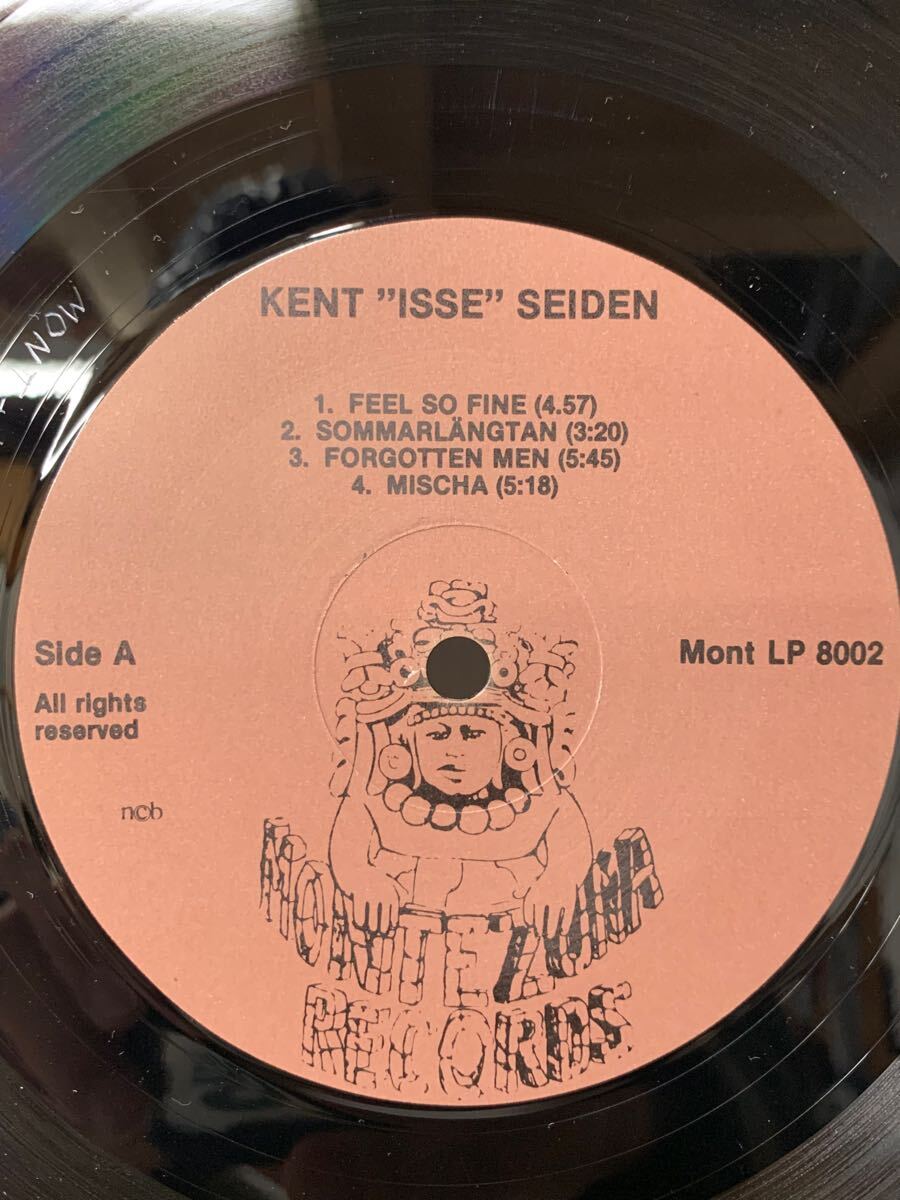 KENT ”ISSE” SEIDEN
1. FEEL SO FINE (4.57)
2. SOMMARLÄNGTAN (3:20)
3. FORGOTTEN MEN (5:45)
4. MISCHA (5:18)
Side A
Mont LP 8002
All rights
reserved
n©b
MONTEZUMA
RECORDS
NOW